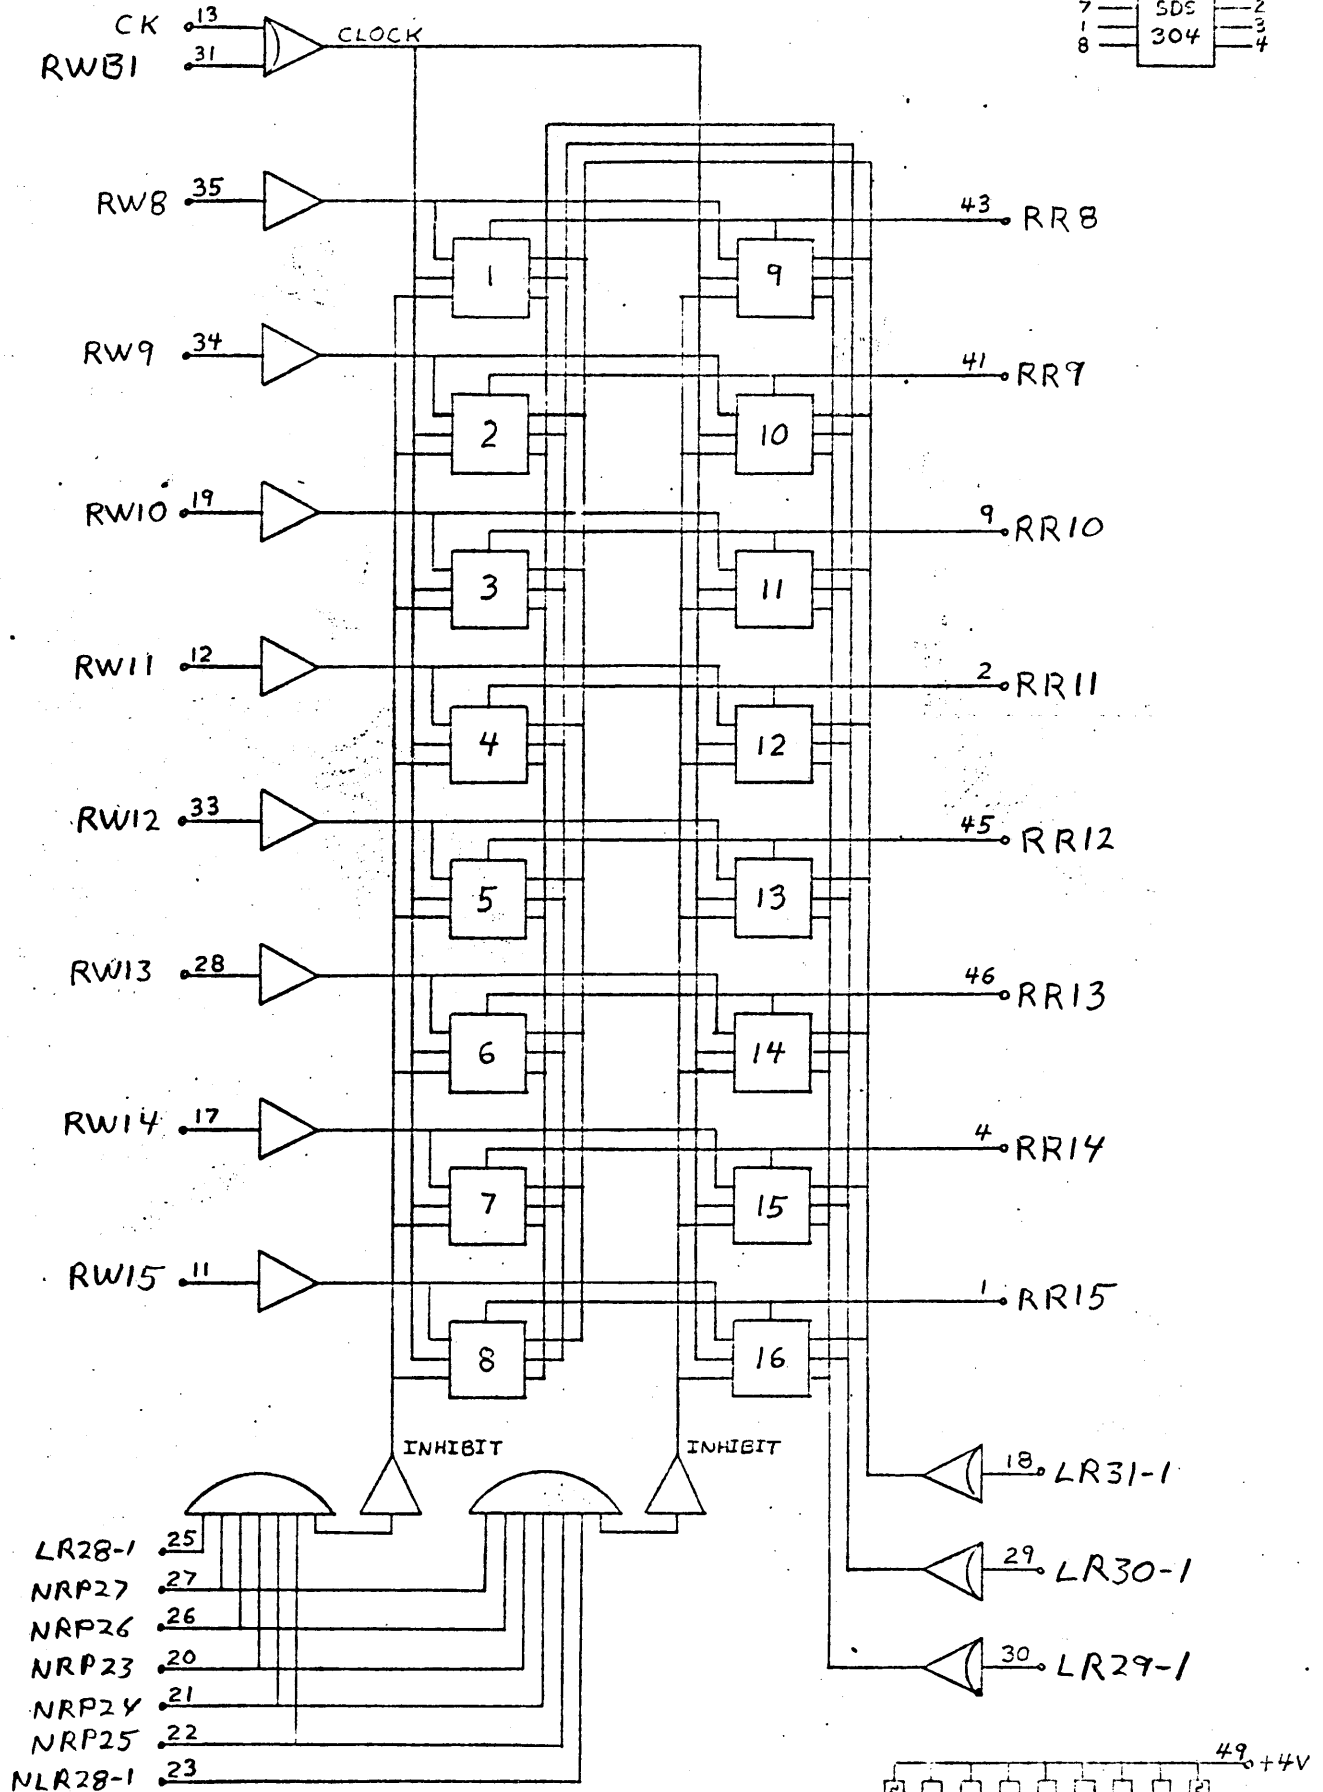 CK 13
RWB1 31
CLOCK
7 SDS 2
1 304 3
8 4
RW8 35
43 RR8
1 9
RW9 34
41 RR9
2 10
RW10 19
9 RR10
3 11
RW11 12
2 RR11
4 12
RW12 33
45 RR12
5 13
RW13 28
46 RR13
6 14
RW14 17
4 RR14
7 15
RW15 11
1 RR15
8 16
INHIBIT INHIBIT
18 LR31-1
LR28-1 25
29 LR30-1
NRP27 27
NRP26 26
NRP23 20
30 LR29-1
NRP24 21
NRP25 22
NLR28-1 23
49 +4V